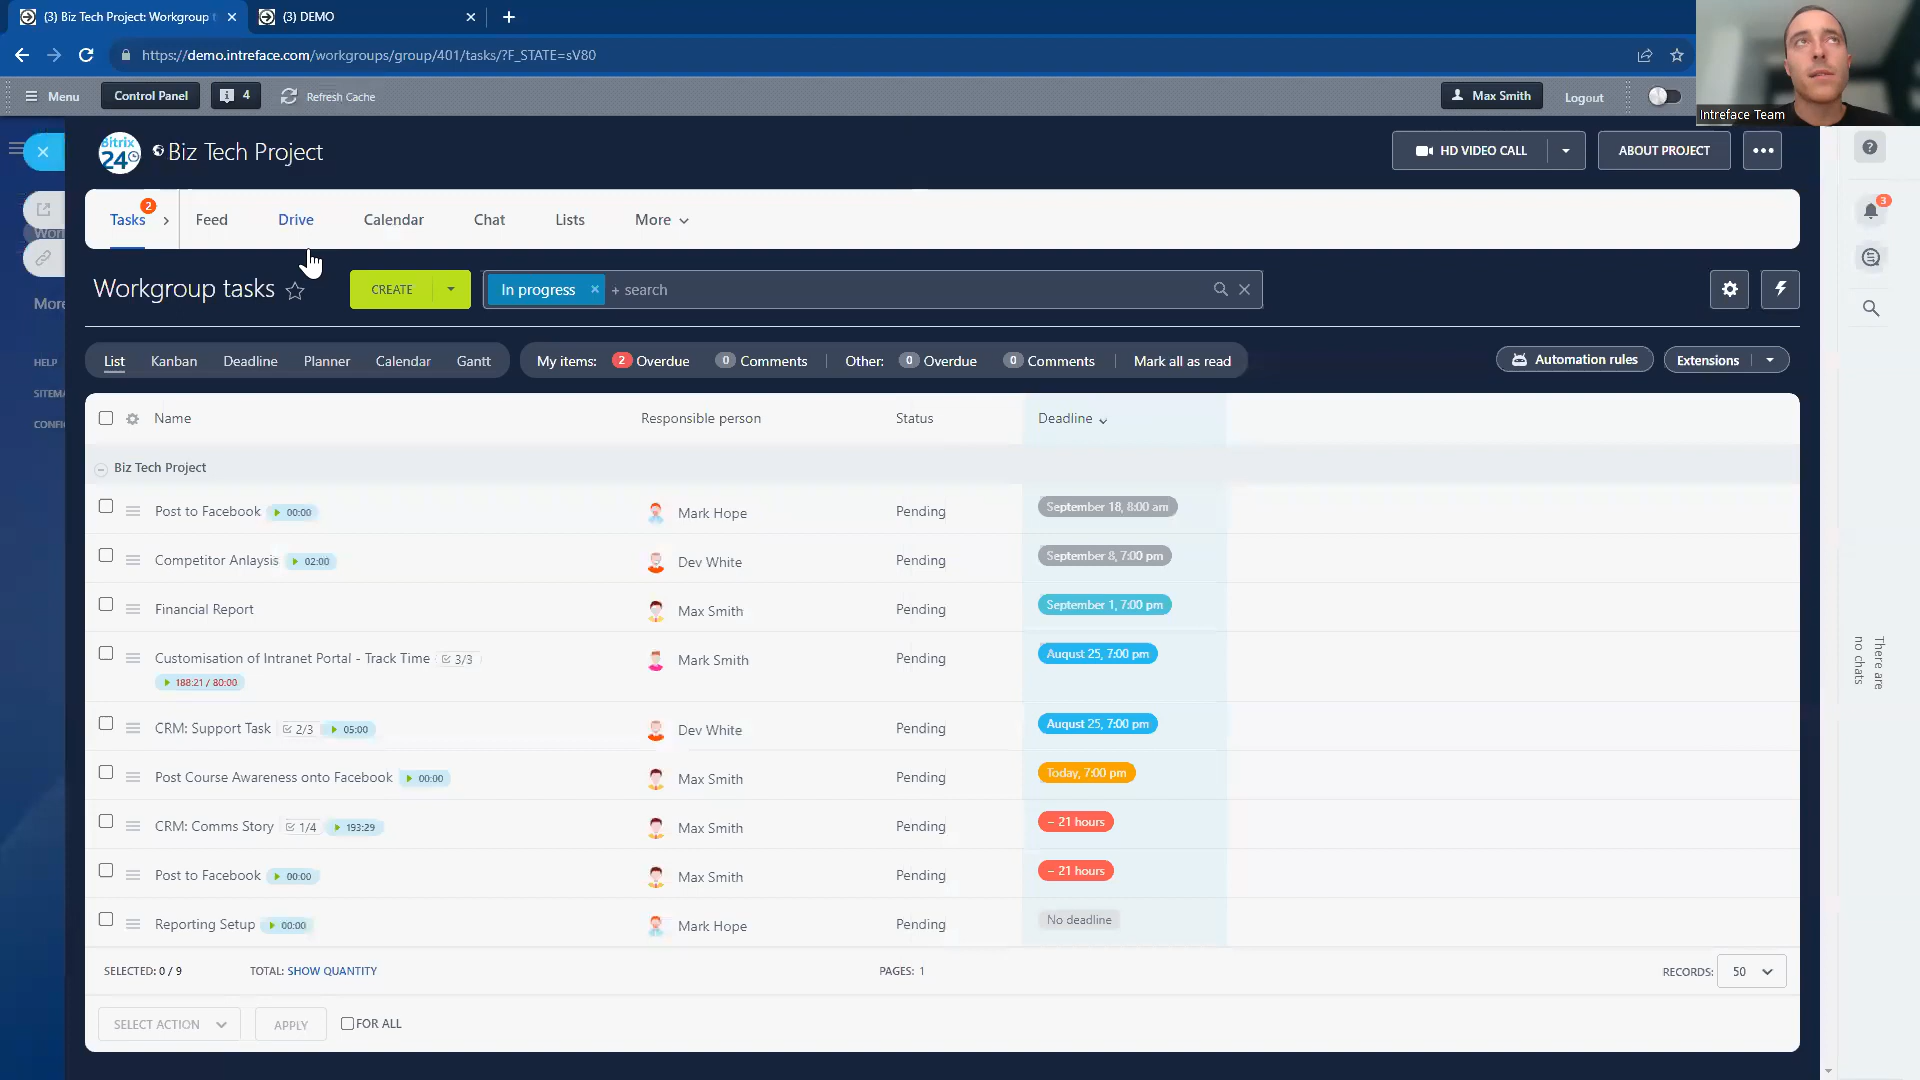 (3) Biz Tech Project: Workgroup t
(3) DEMO
https://demo.intreface.com/workgroups/group/401/tasks/?F_STATE=sV80
Menu
Control Panel
4
Refresh Cache
Max Smith
Logout
Intreface Team
Bitrix
24
Biz Tech Project
HD VIDEO CALL
ABOUT PROJECT
Tasks
2
Feed
Drive
Calendar
Chat
Lists
More
3
Work
More
HELP
SITEMA
CONFI
Workgroup tasks
CREATE
In progress
+ search
List
Kanban
Deadline
Planner
Calendar
Gantt
My items: 2 Overdue 0 Comments
Other: 0 Overdue 0 Comments
Mark all as read
Automation rules
Extensions
Name Responsible person Status Deadline
Biz Tech Project
Post to Facebook 00:00 Mark Hope Pending September 18, 8:00 am
Competitor Anlaysis 02:00 Dev White Pending September 8, 7:00 pm
Financial Report Max Smith Pending September 1, 7:00 pm
Customisation of Intranet Portal - Track Time 3/3 Mark Smith Pending August 25, 7:00 pm
188:21 / 80:00
CRM: Support Task 2/3 05:00 Dev White Pending August 25, 7:00 pm
Post Course Awareness onto Facebook 00:00 Max Smith Pending Today, 7:00 pm
CRM: Comms Story 1/4 193:29 Max Smith Pending − 21 hours
Post to Facebook 00:00 Max Smith Pending − 21 hours
Reporting Setup 00:00 Mark Hope Pending No deadline
SELECTED: 0 / 9
TOTAL: SHOW QUANTITY
PAGES: 1
RECORDS: 50
SELECT ACTION
APPLY
FOR ALL
There are
no chats